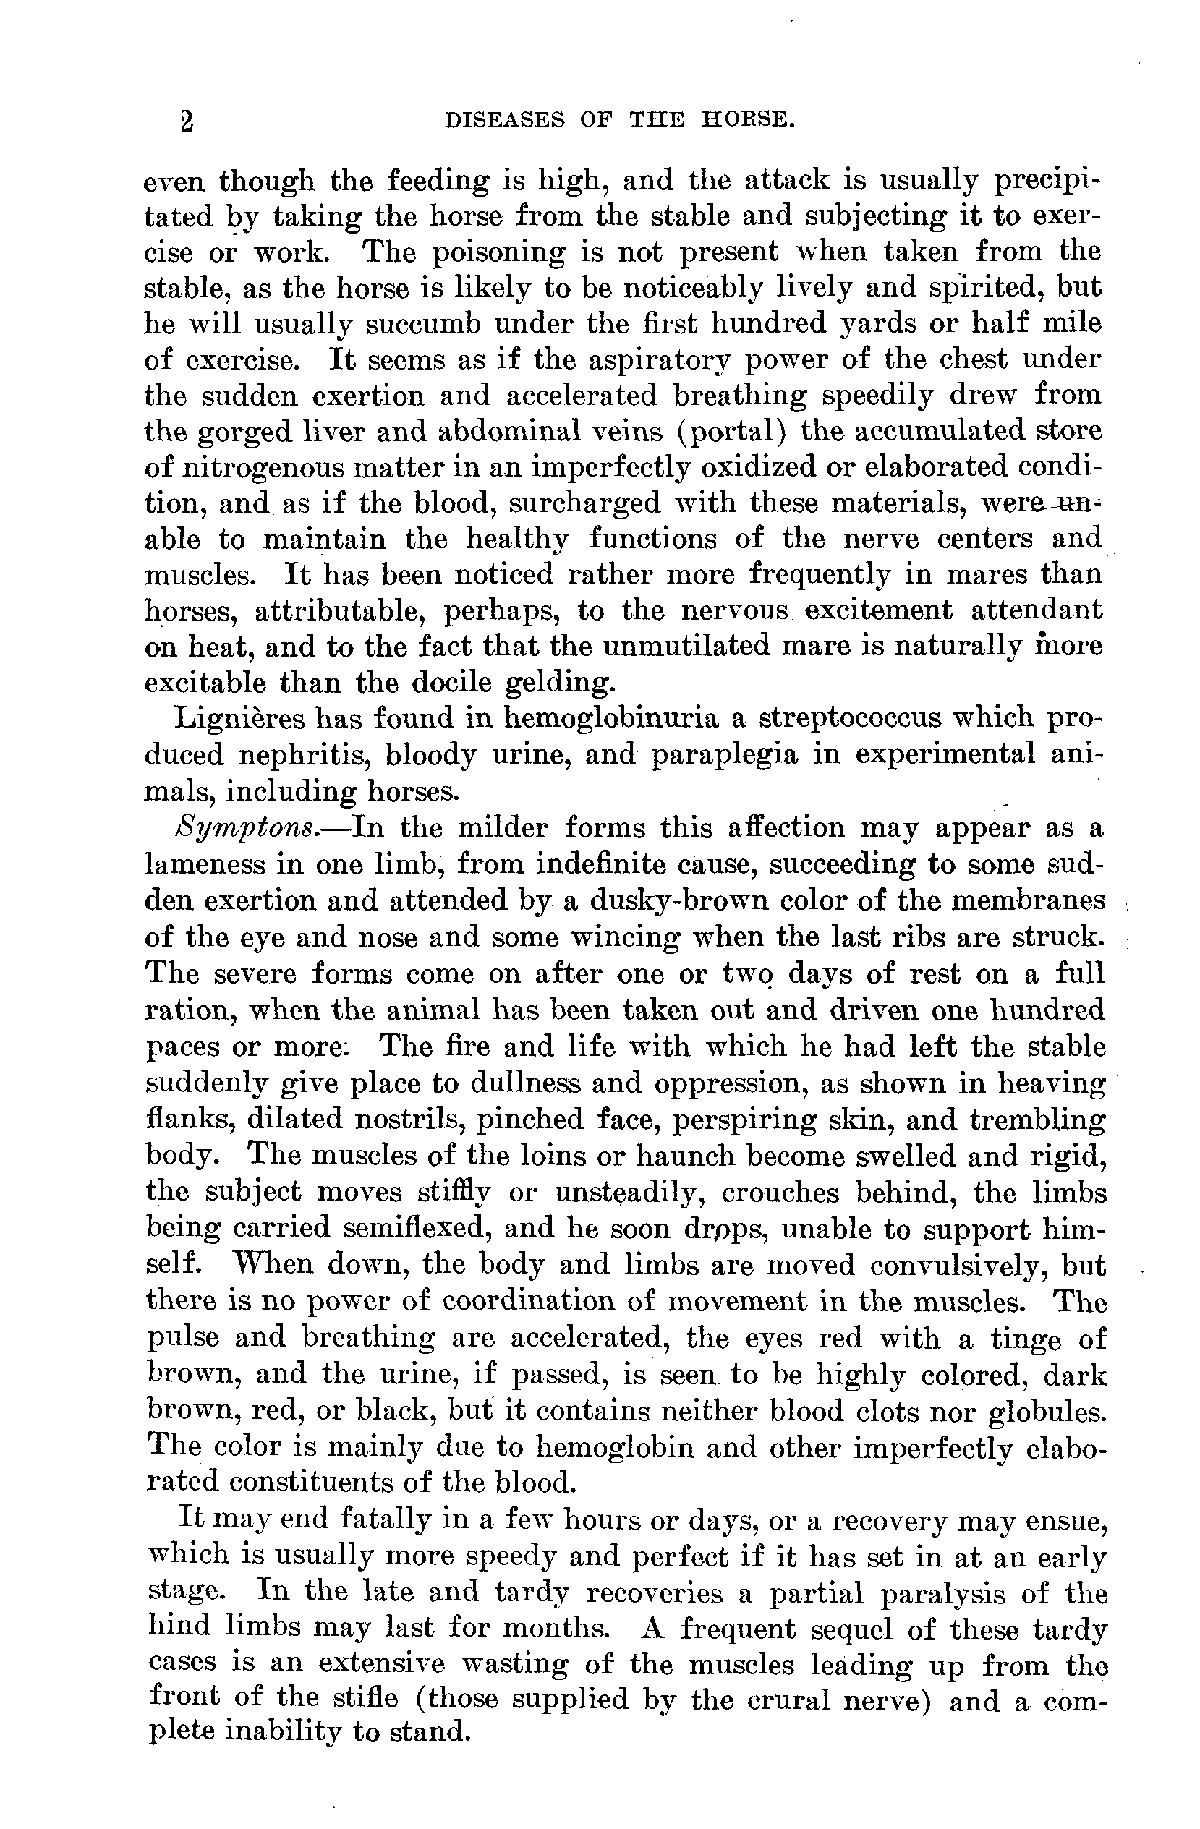 2 DISEASES OF THE HORSE.
even though the feeding is high, and the attack is usually precipi-
tated by taking the horse from the stable and subjecting it to exer-
cise or work. The poisoning is not present when taken from the
stable, as the horse is likely to be noticeably lively and spirited, but
he will usually succumb under the first hundred yards or half mile
of exercise. It seems as if the aspiratory power of the chest under
the sudden exertion and accelerated breathing speedily drew from
the gorged liver and abdominal veins (portal) the accumulated store
of nitrogenous matter in an imperfectly oxidized or elaborated condi-
tion, and as if the blood, surcharged with these materials, were un-
able to maintain the healthy functions of the nerve centers and
muscles. It has been noticed rather more frequently in mares than
horses, attributable, perhaps, to the nervous excitement attendant
on heat, and to the fact that the unmutilated mare is naturally more
excitable than the docile gelding.
Lignières has found in hemoglobinuria a streptococcus which pro-
duced nephritis, bloody urine, and paraplegia in experimental ani-
mals, including horses.
Symptons.—In the milder forms this affection may appear as a
lameness in one limb, from indefinite cause, succeeding to some sud-
den exertion and attended by a dusky-brown color of the membranes
of the eye and nose and some wincing when the last ribs are struck.
The severe forms come on after one or two days of rest on a full
ration, when the animal has been taken out and driven one hundred
paces or more. The fire and life with which he had left the stable
suddenly give place to dullness and oppression, as shown in heaving
flanks, dilated nostrils, pinched face, perspiring skin, and trembling
body. The muscles of the loins or haunch become swelled and rigid,
the subject moves stiffly or unsteadily, crouches behind, the limbs
being carried semiflexed, and he soon drops, unable to support him-
self. When down, the body and limbs are moved convulsively, but
there is no power of coordination of movement in the muscles. The
pulse and breathing are accelerated, the eyes red with a tinge of
brown, and the urine, if passed, is seen to be highly colored, dark
brown, red, or black, but it contains neither blood clots nor globules.
The color is mainly due to hemoglobin and other imperfectly elabo-
rated constituents of the blood.
It may end fatally in a few hours or days, or a recovery may ensue,
which is usually more speedy and perfect if it has set in at an early
stage. In the late and tardy recoveries a partial paralysis of the
hind limbs may last for months. A frequent sequel of these tardy
cases is an extensive wasting of the muscles leading up from the
front of the stifle (those supplied by the crural nerve) and a com-
plete inability to stand.